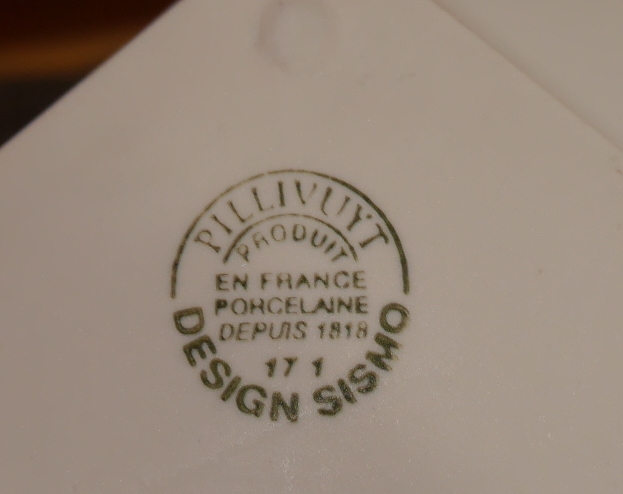 PILLIVUYT
PRODUIT
EN FRANCE
PORCELAINE
DEPUIS 1818
17 1
DESIGN SISMO